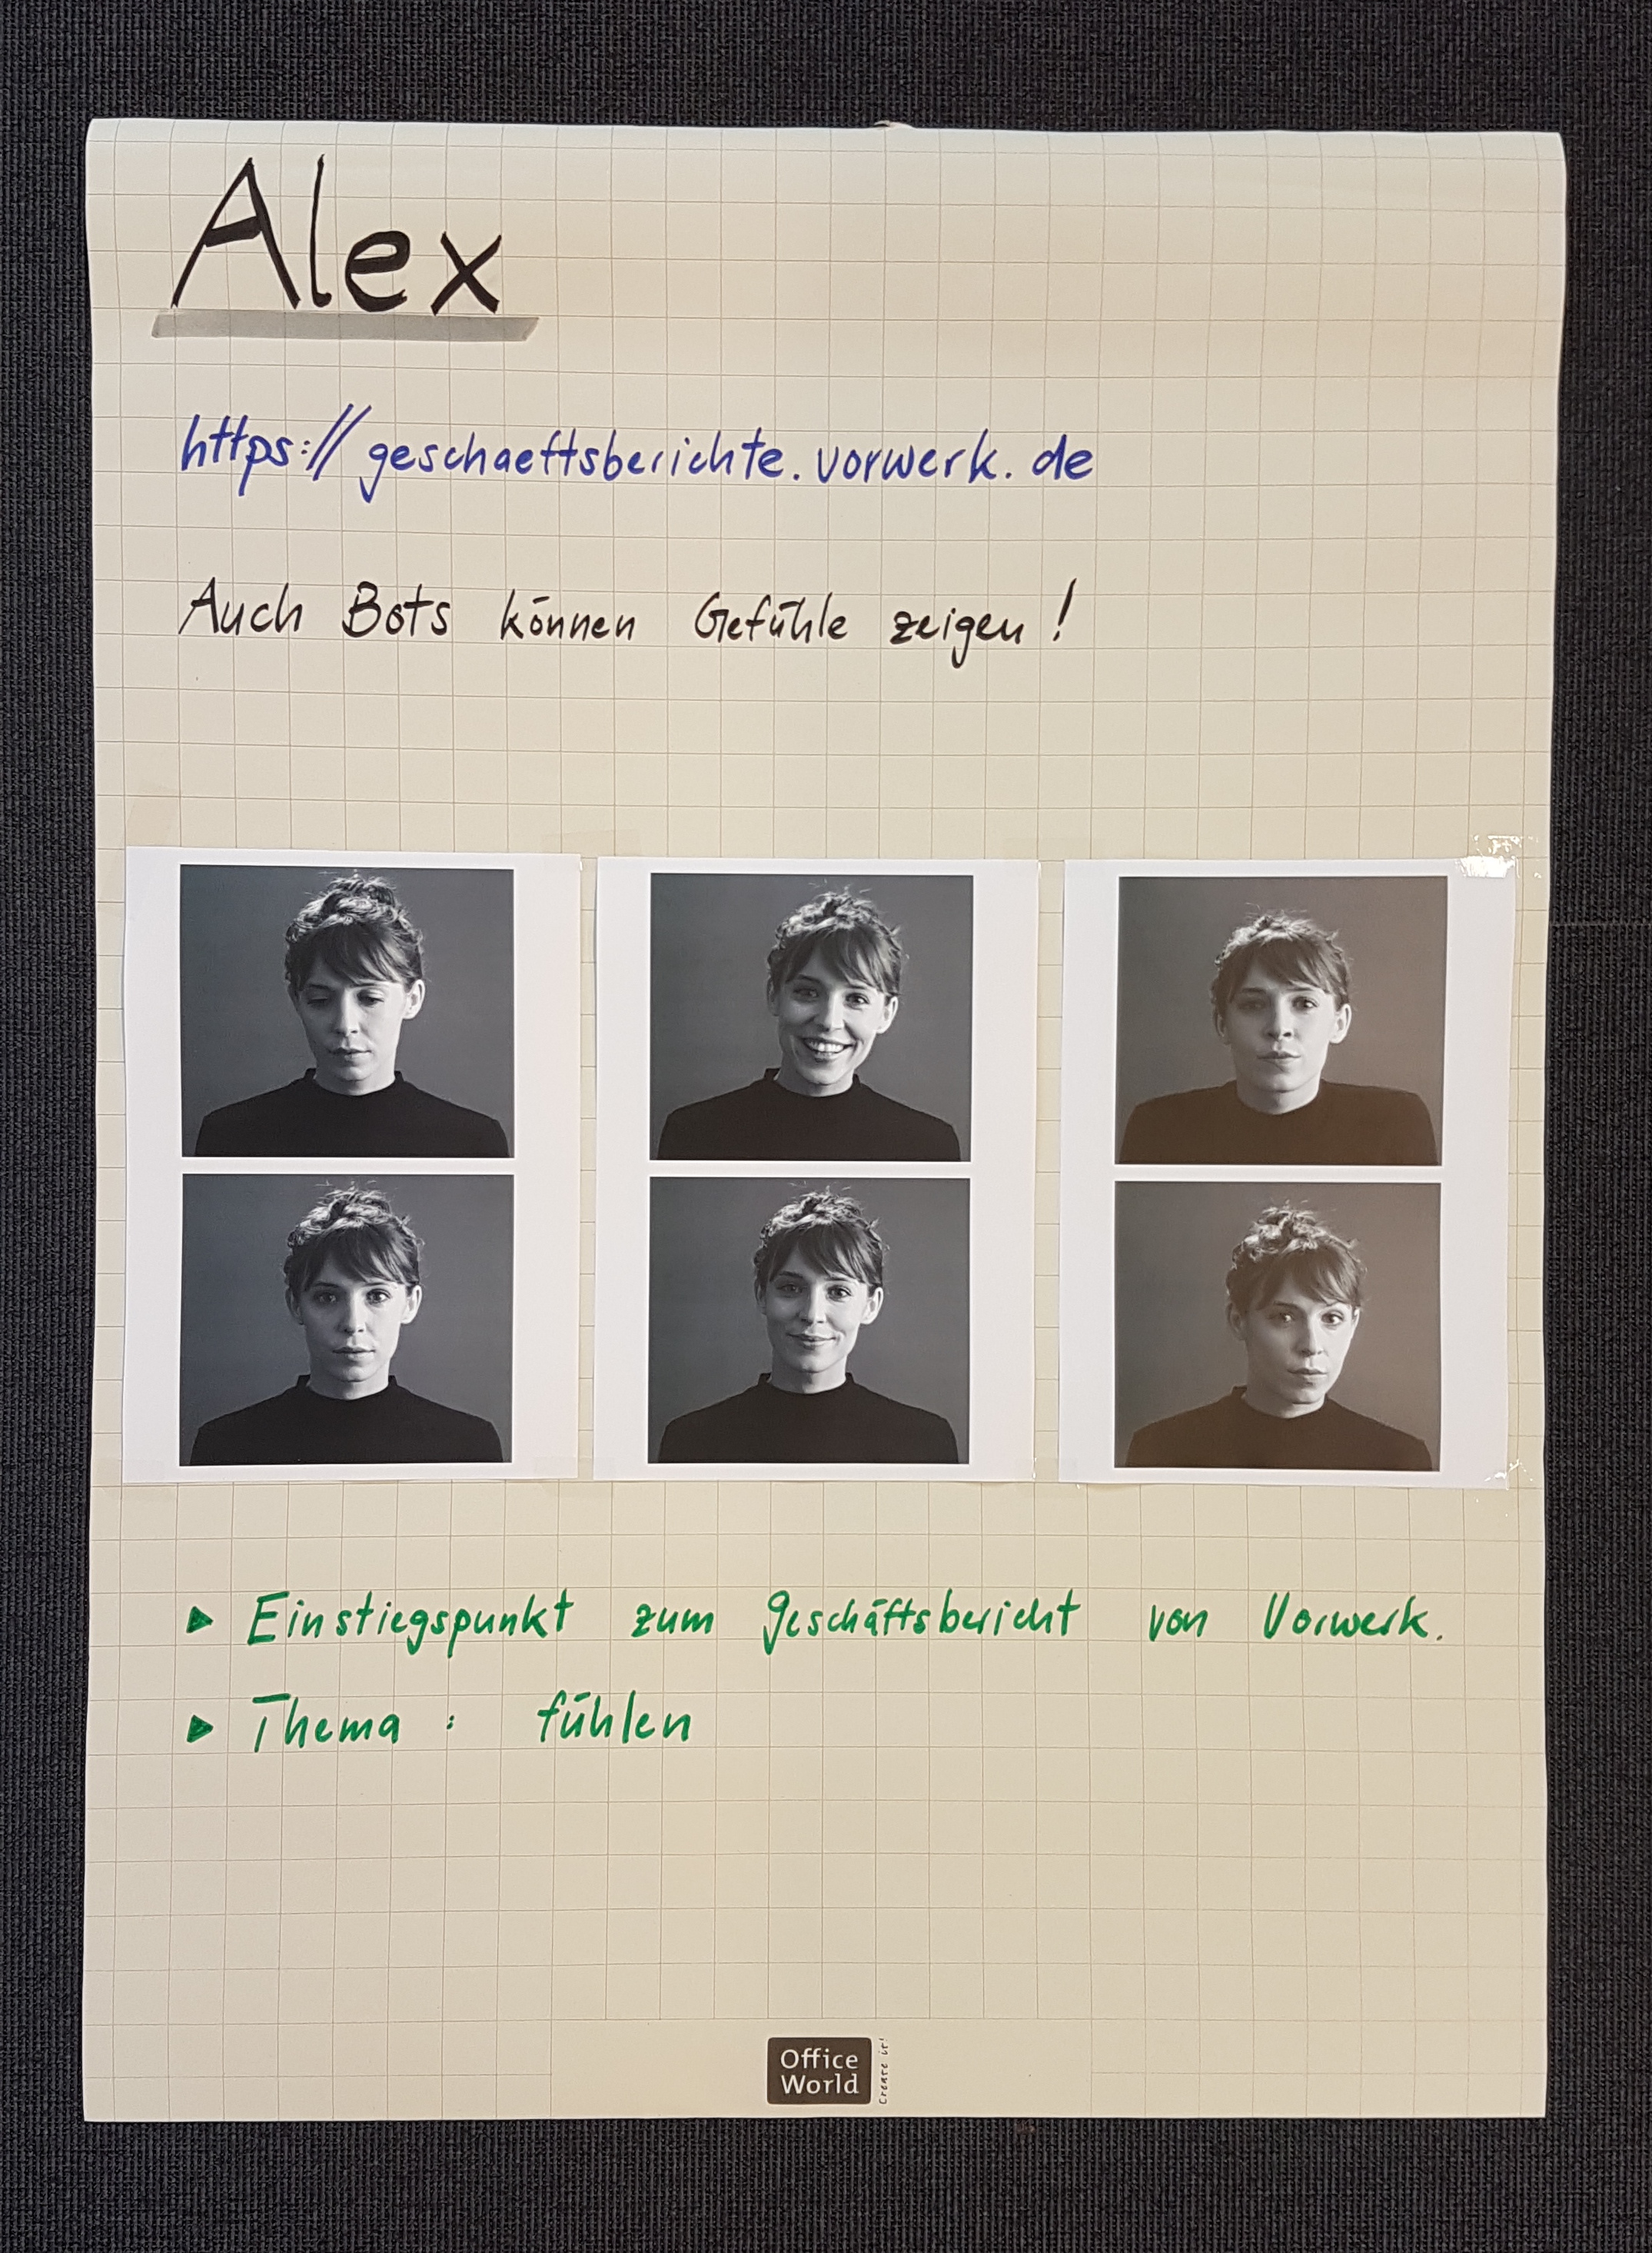 Alex
https://geschaeftsberichte.vorwerk.de
Auch Bots können Gefühle zeigen!
▶ Einstiegspunkt zum Geschäftsbericht von Vorwerk.
▶ Thema: fühlen
Office
World
Create it!